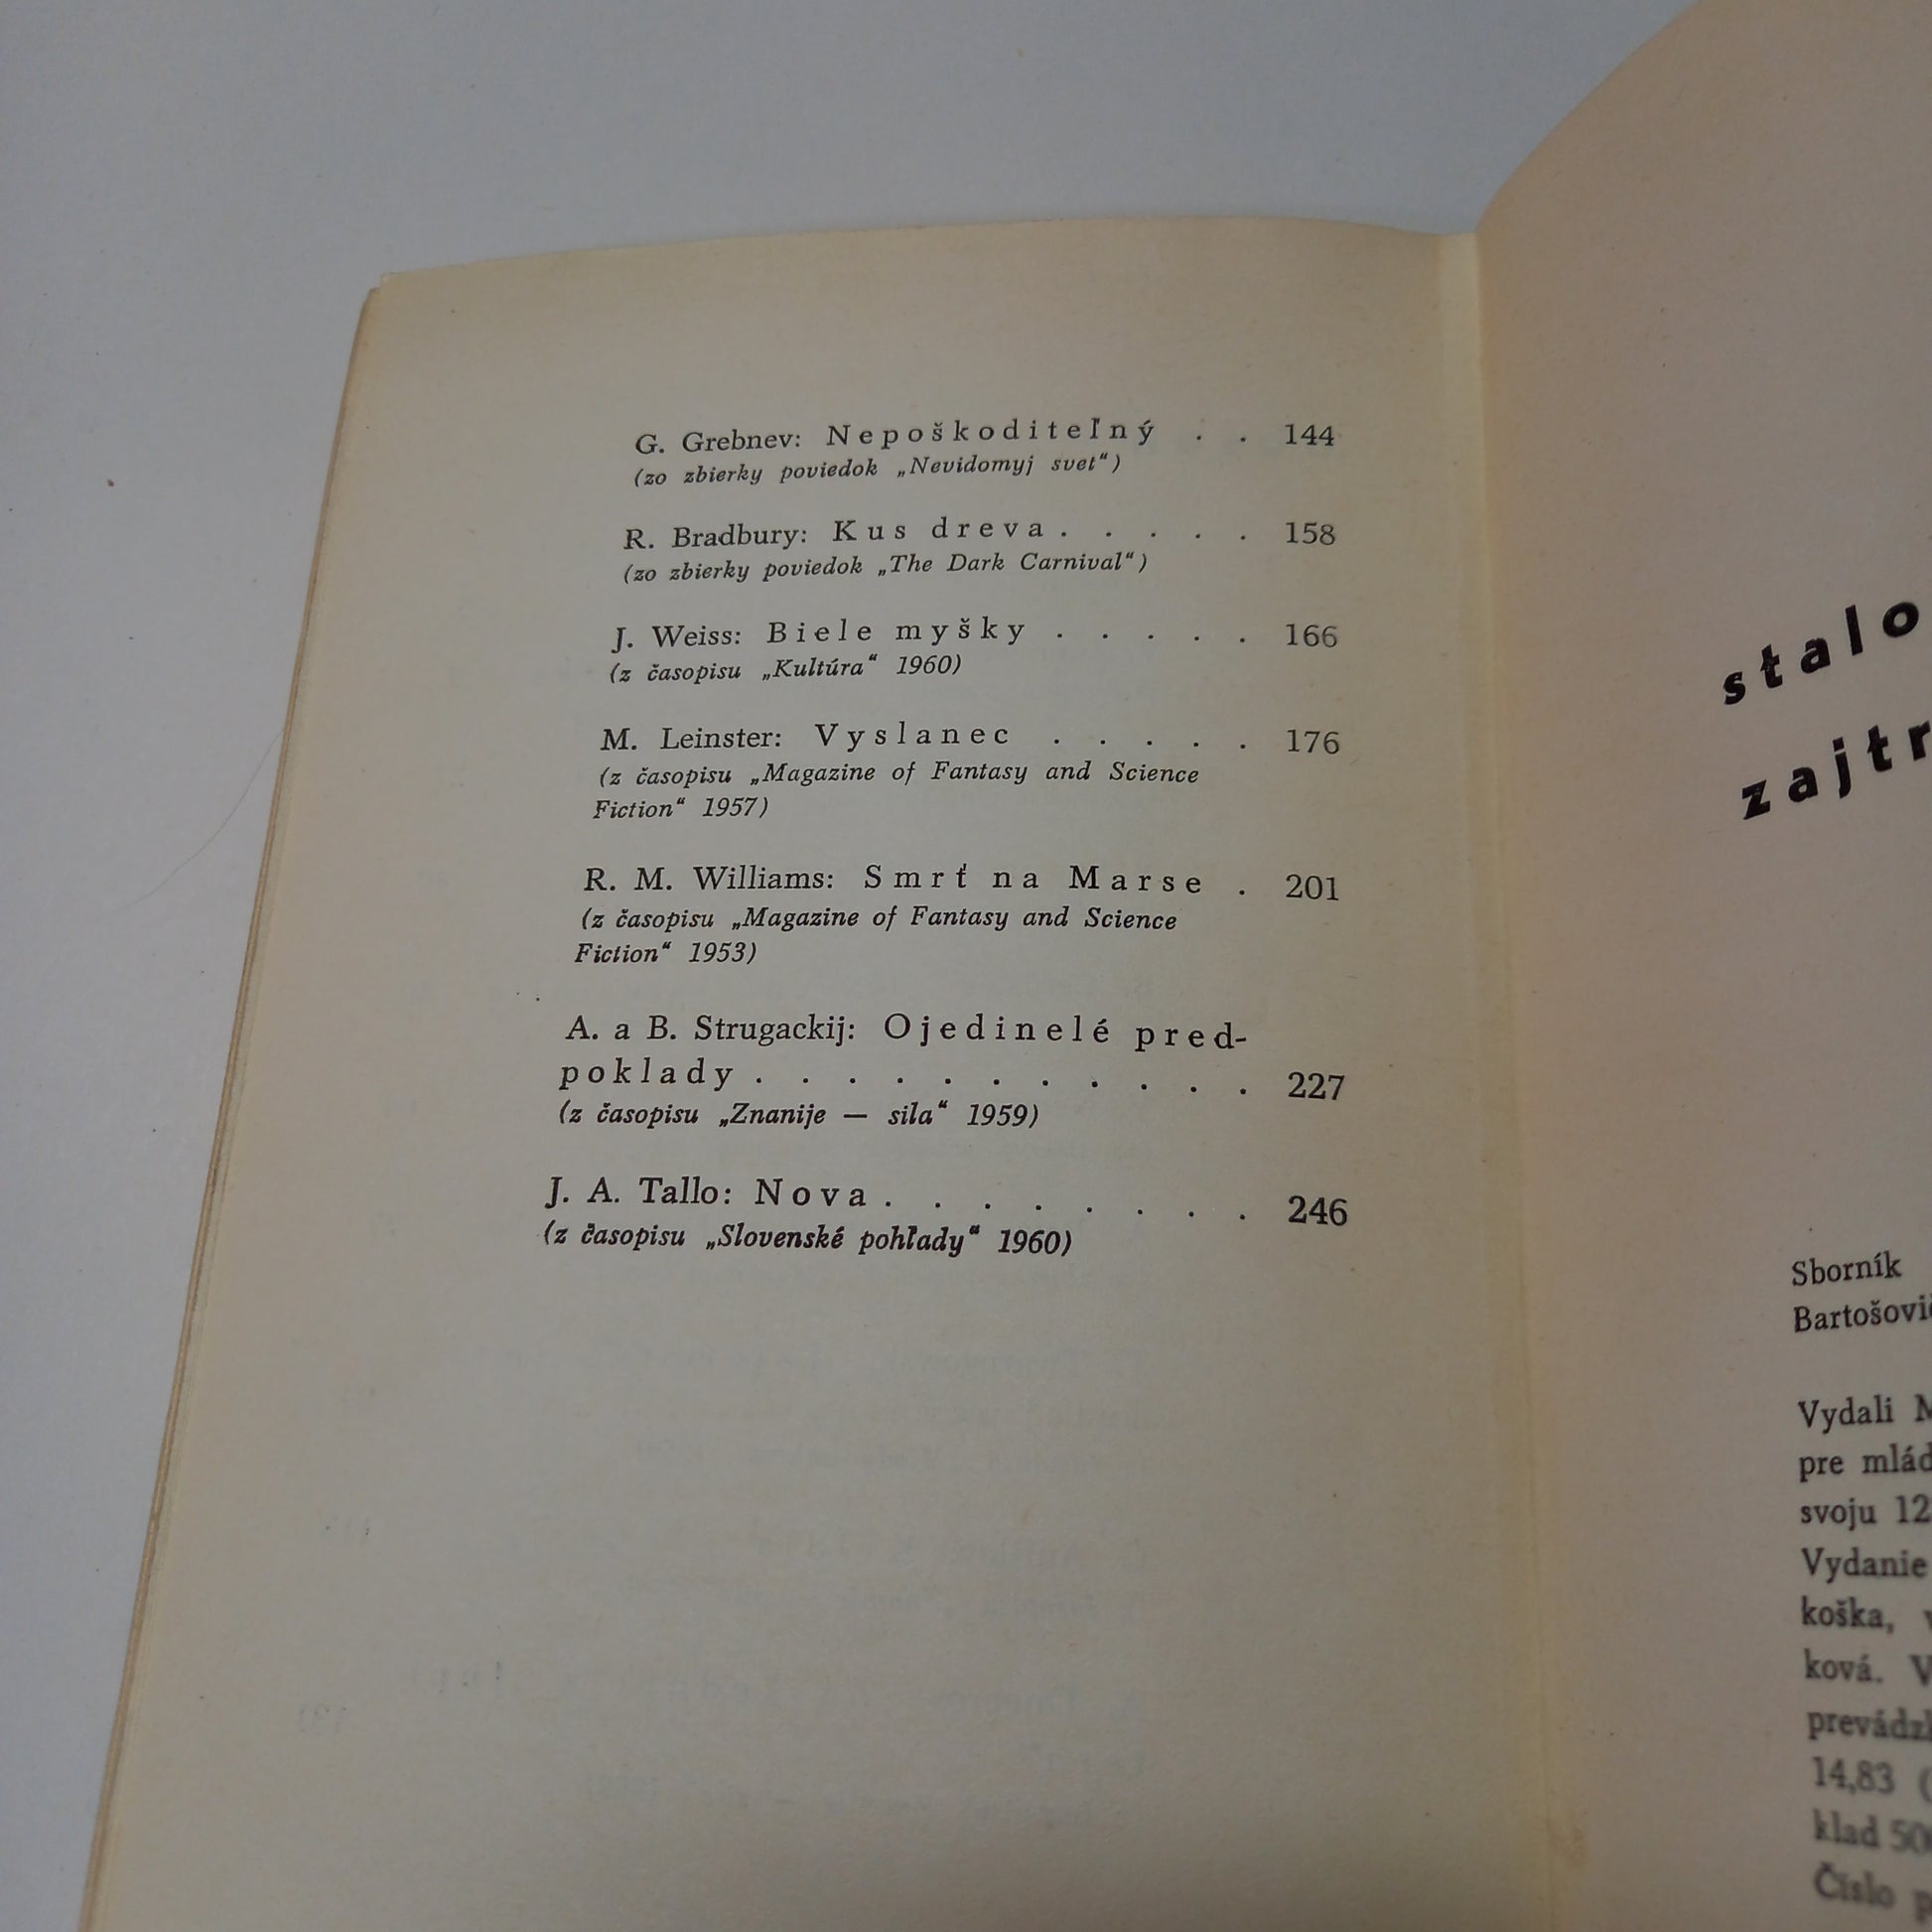 G. Grebnev: Nepoškoditeľný . . 144
(zo zbierky poviedok „Nevidomyj svet“)
R. Bradbury: Kus dreva . . . . . 158
(zo zbierky poviedok „The Dark Carnival“)
J. Weiss: Biele myšky . . . . . 166
(z časopisu „Kultúra“ 1960)
M. Leinster: Vyslanec . . . . . 176
(z časopisu „Magazine of Fantasy and Science
Fiction“ 1957)
R. M. Williams: Smrť na Marse . 201
(z časopisu „Magazine of Fantasy and Science
Fiction“ 1953)
A. a B. Strugackij: Ojedinelé pred-
poklady . . . . . . . . . . . 227
(z časopisu „Znanije — sila“ 1959)
J. A. Tallo: Nova . . . . . . . . 246
(z časopisu „Slovenské pohľady“ 1960)
stalo
zajtr
Sborník
Bartošovi
Vydali
pre mlád
svoju 12
Vydanie
koška,
ková. V
prevádz
14,83 (
klad 50
Číslo p